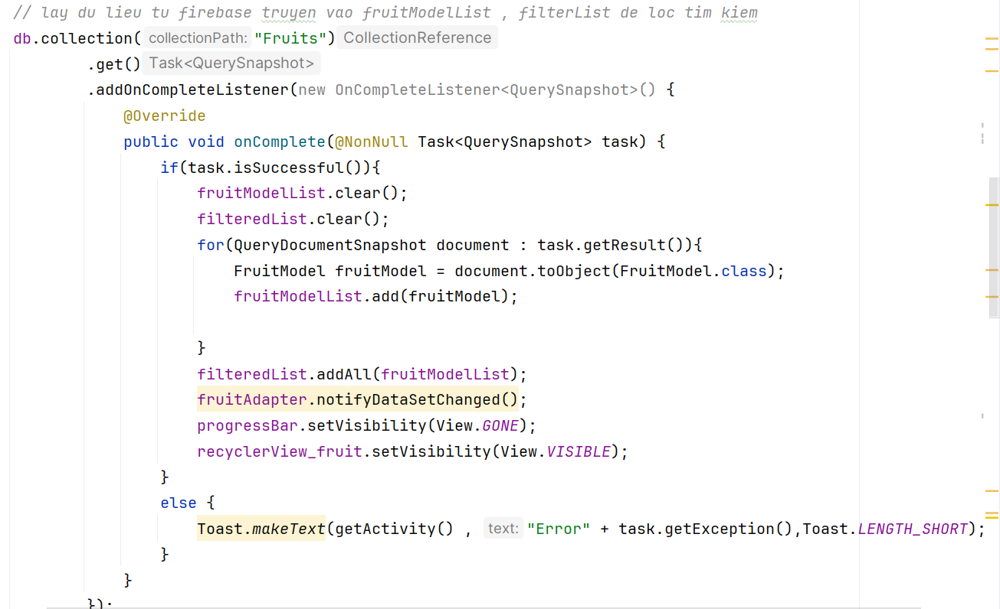 // lay du lieu tu firebase truyen vao fruitModelList , filterList de loc tim kiem
db.collection( collectionPath: "Fruits") CollectionReference
.get() Task<QuerySnapshot>
.addOnCompleteListener(new OnCompleteListener<QuerySnapshot>() {
@Override
public void onComplete(@NonNull Task<QuerySnapshot> task) {
if(task.isSuccessful()){
fruitModelList.clear();
filteredList.clear();
for(QueryDocumentSnapshot document : task.getResult()){
FruitModel fruitModel = document.toObject(FruitModel.class);
fruitModelList.add(fruitModel);
}
filteredList.addAll(fruitModelList);
fruitAdapter.notifyDataSetChanged();
progressBar.setVisibility(View.GONE);
recyclerView_fruit.setVisibility(View.VISIBLE);
}
else {
Toast.makeText(getActivity() , text: "Error" + task.getException(),Toast.LENGTH_SHORT);
}
}
});